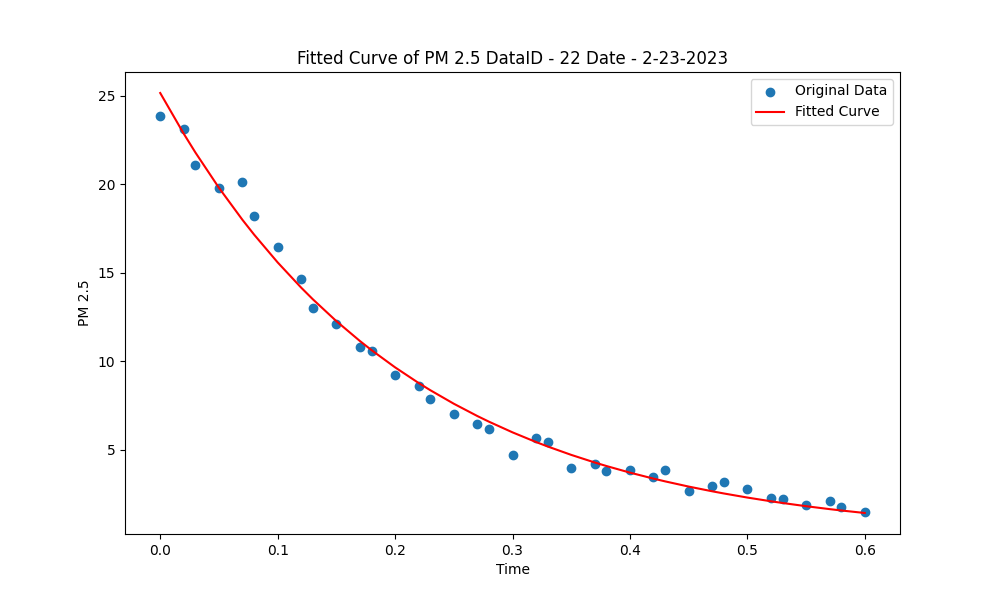 Fitted Curve of PM 2.5 DataID - 22 Date - 2-23-2023
Original Data
Fitted Curve
25
20
15
10
5
PM 2.5
0.0 0.1 0.2 0.3 0.4 0.5 0.6
Time